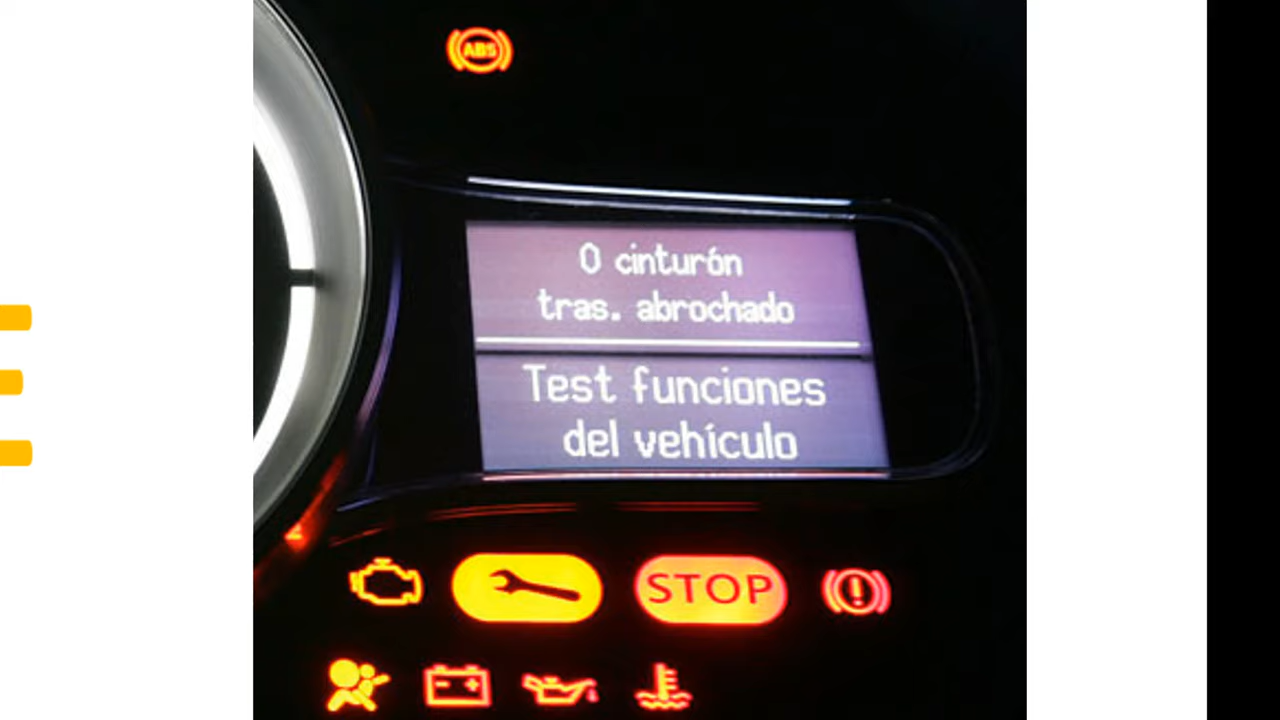 ABS
0 cinturón
tras. abrochado
Test funciones
del vehículo
STOP